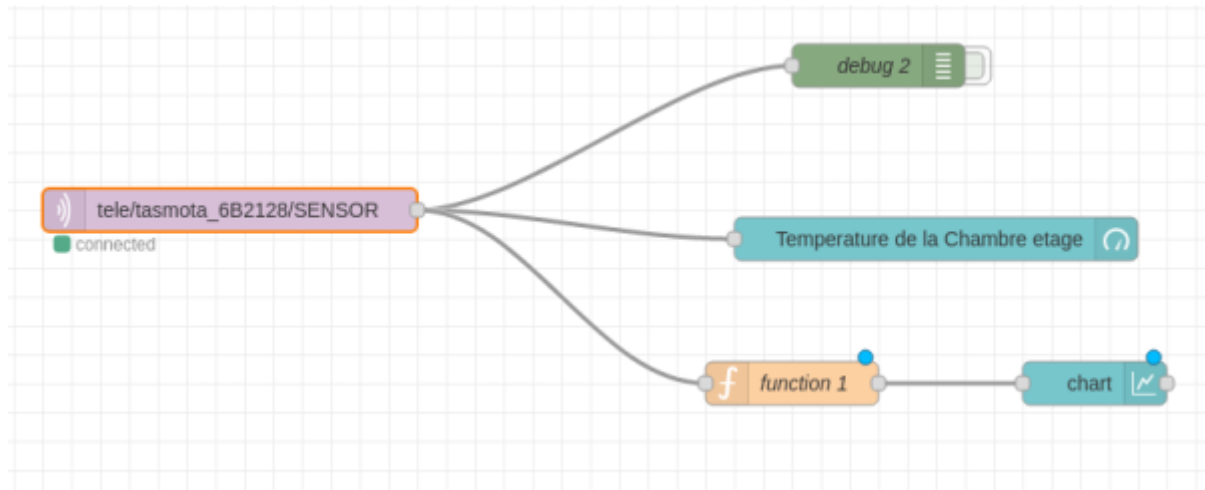 debug 2
tele/tasmota_6B2128/SENSOR
connected
Temperature de la Chambre etage
function 1
chart